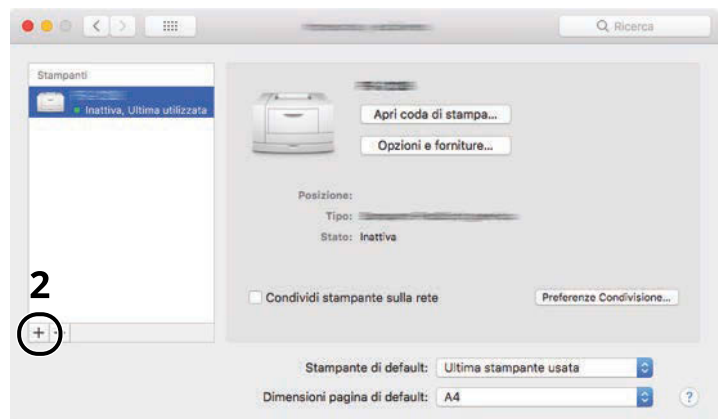 Ricerca
Stampanti
Inattiva, Ultima utilizzata
Apri coda di stampa...
Opzioni e forniture...
Posizione:
Tipo:
Stato: Inattiva
2
Condividi stampante sulla rete
Preferenze Condivisione...
+ −
Stampante di default: Ultima stampante usata
Dimensioni pagina di default: A4
?